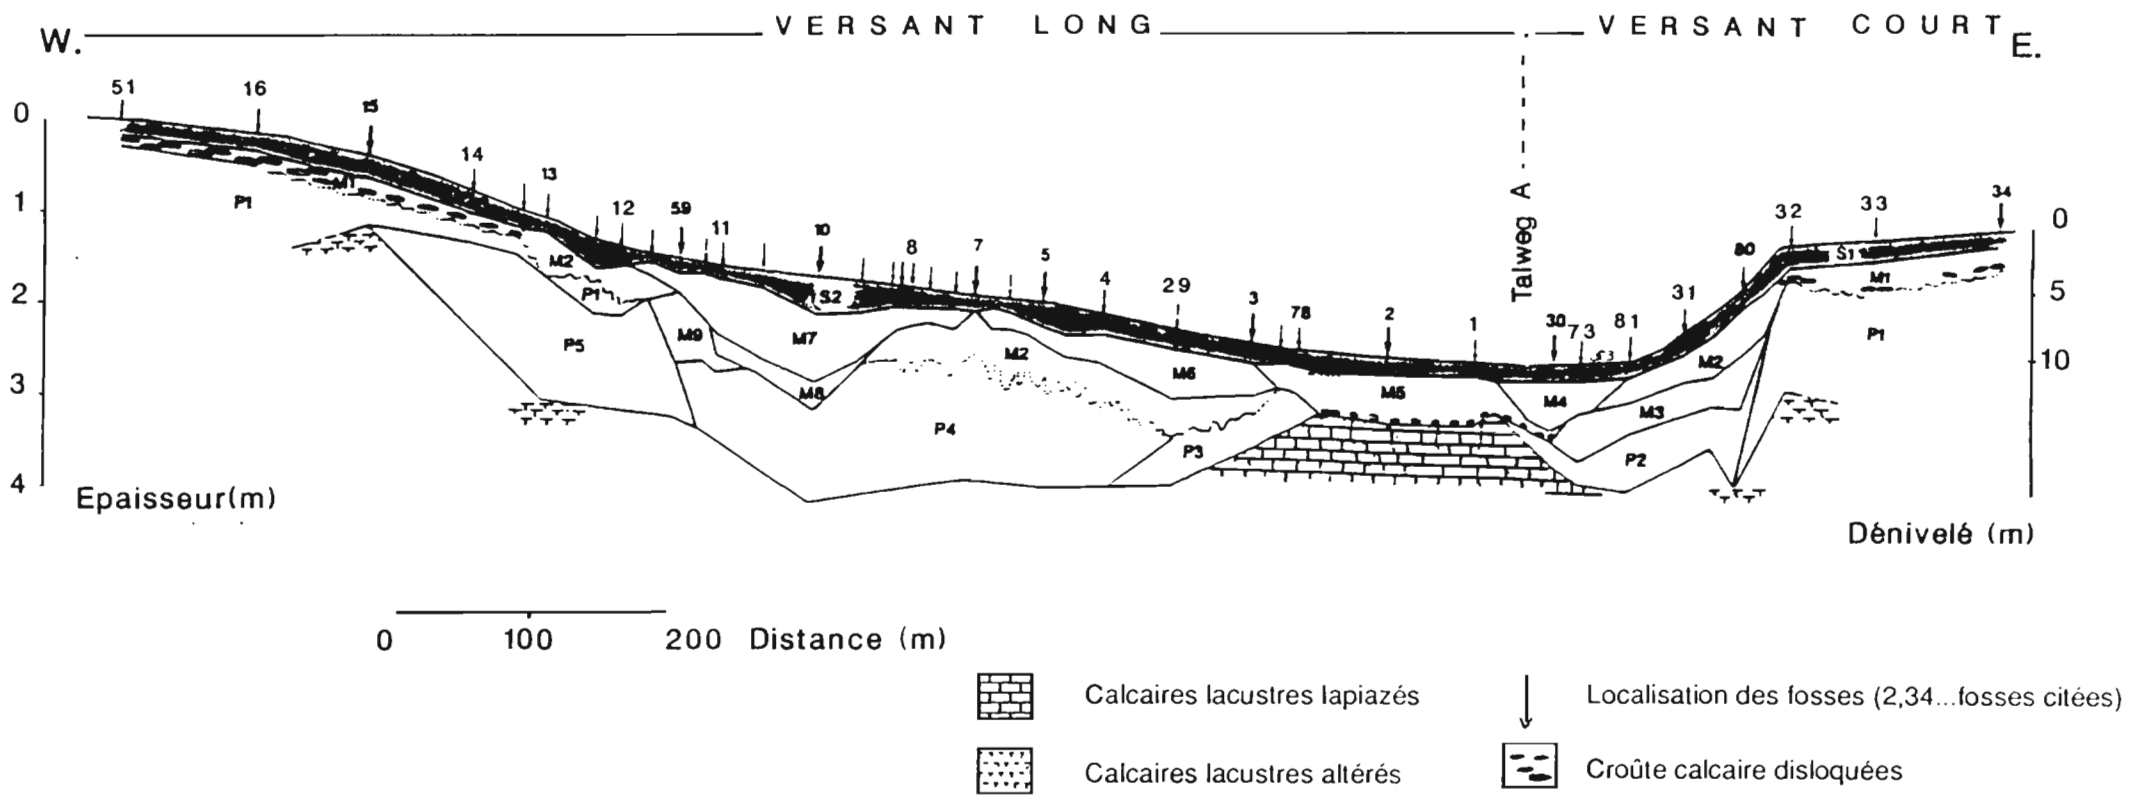 W. VERSANT LONG VERSANT COURT E.
51 16 15 14 13 12 59 11 10 8 7 5 4 29 3 78 2 1 30 73 81 31 80 32 33 34
Talweg A
0
1
2
3
4
Epaisseur(m)
0
5
10
Dénivelé (m)
P1 M1 M2 P1 P5 M9 M7 M8 S2 P4 M2 M6 P3 M5 M4 S3 M3 P2 M2 S1 M1 P1
0 100 200 Distance (m)
Calcaires lacustres lapiazés
Localisation des fosses (2,34...fosses citées)
Calcaires lacustres altérés
Croûte calcaire disloquées